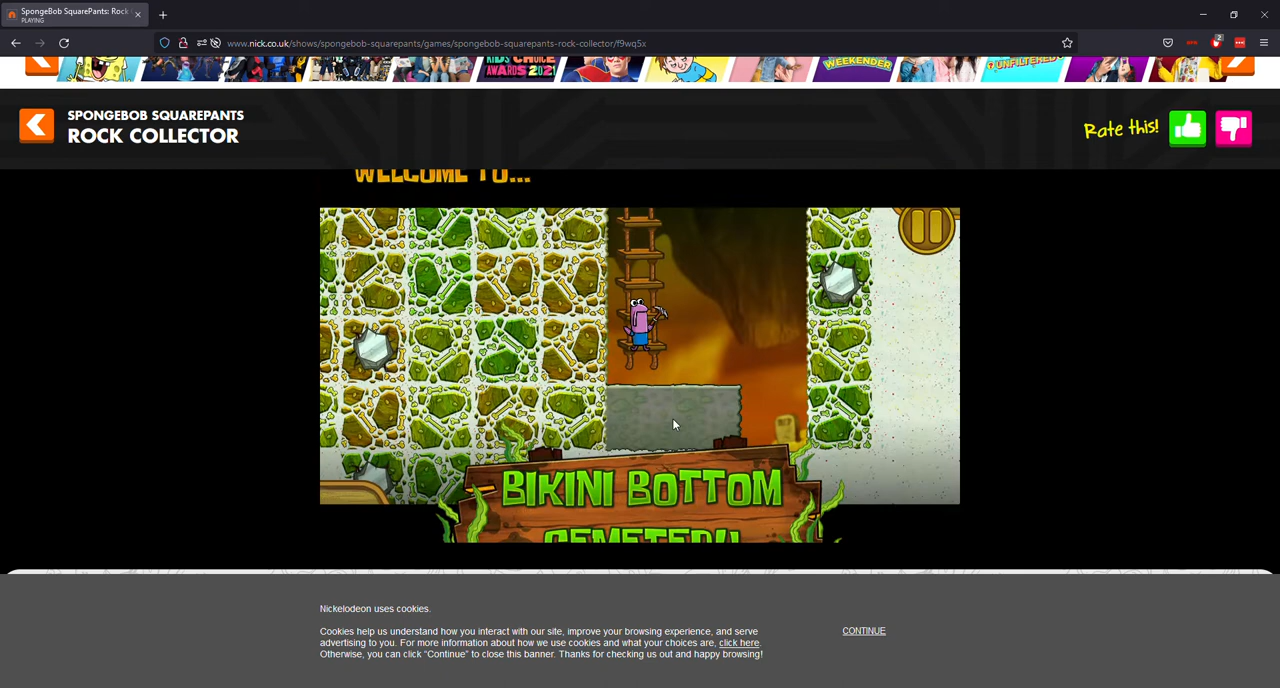 SpongeBob SquarePants: Rock
PLAYING
www.nick.co.uk/shows/spongebob-squarepants/games/spongebob-squarepants-rock-collector/f9wq5x
2
KIDS CHOICE
AWARDS 2021
WEEKENDER
UNFILTERED
SPONGEBOB SQUAREPANTS
ROCK COLLECTOR
Rate this!
WELCOME TO...
BIKINI BOTTOM
CEMETERY
Nickelodeon uses cookies.
Cookies help us understand how you interact with our site, improve your browsing experience, and serve
advertising to you. For more information about how we use cookies and what your choices are, click here.
Otherwise, you can click “Continue” to close this banner. Thanks for checking us out and happy browsing!
CONTINUE